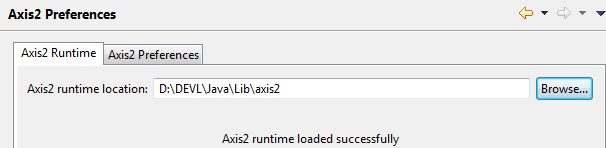 Axis2 Preferences
Axis2 Runtime Axis2 Preferences
Axis2 runtime location: D:\DEVL\Java\Lib\axis2 Browse...
Axis2 runtime loaded successfully